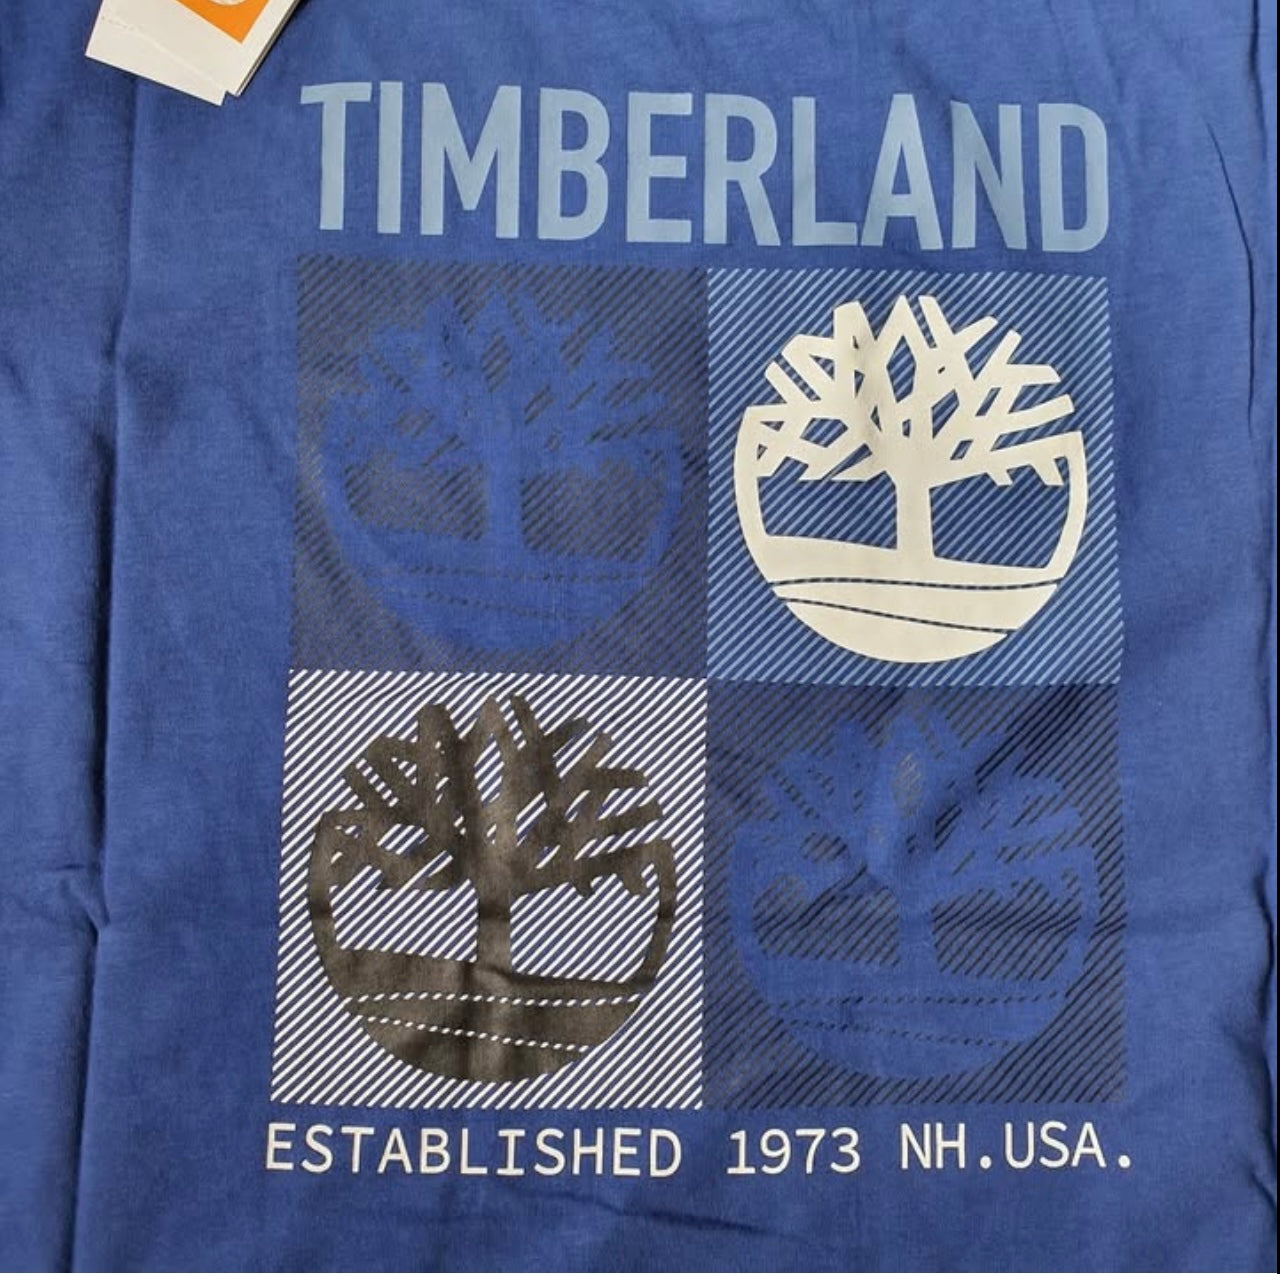 TIMBERLAND
ESTABLISHED 1973 NH.USA.